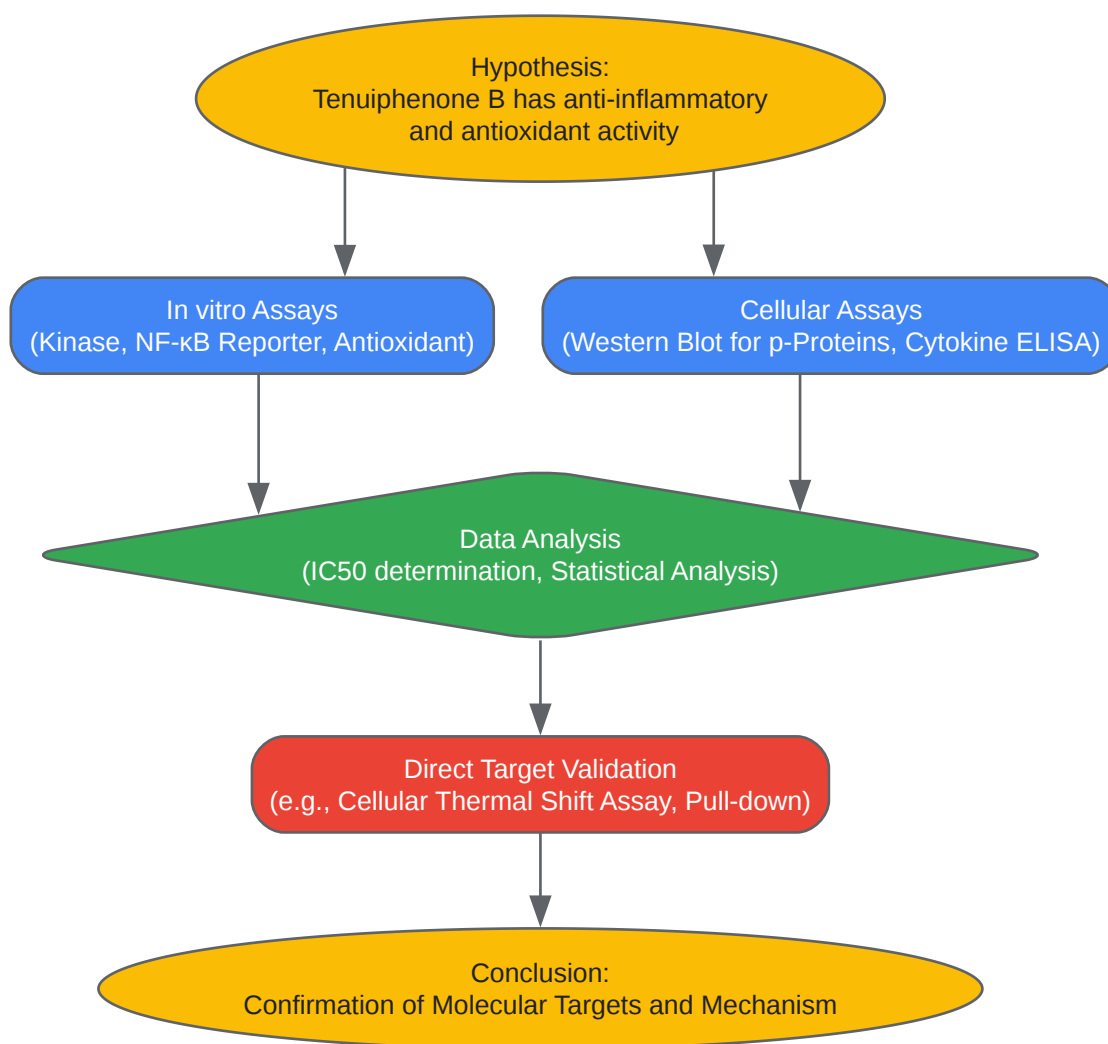 Hypothesis:
Tenuiphenone B has anti-inflammatory
and antioxidant activity
In vitro Assays
(Kinase, NF-κB Reporter, Antioxidant)
Cellular Assays
(Western Blot for p-Proteins, Cytokine ELISA)
Data Analysis
(IC50 determination, Statistical Analysis)
Direct Target Validation
(e.g., Cellular Thermal Shift Assay, Pull-down)
Conclusion:
Confirmation of Molecular Targets and Mechanism